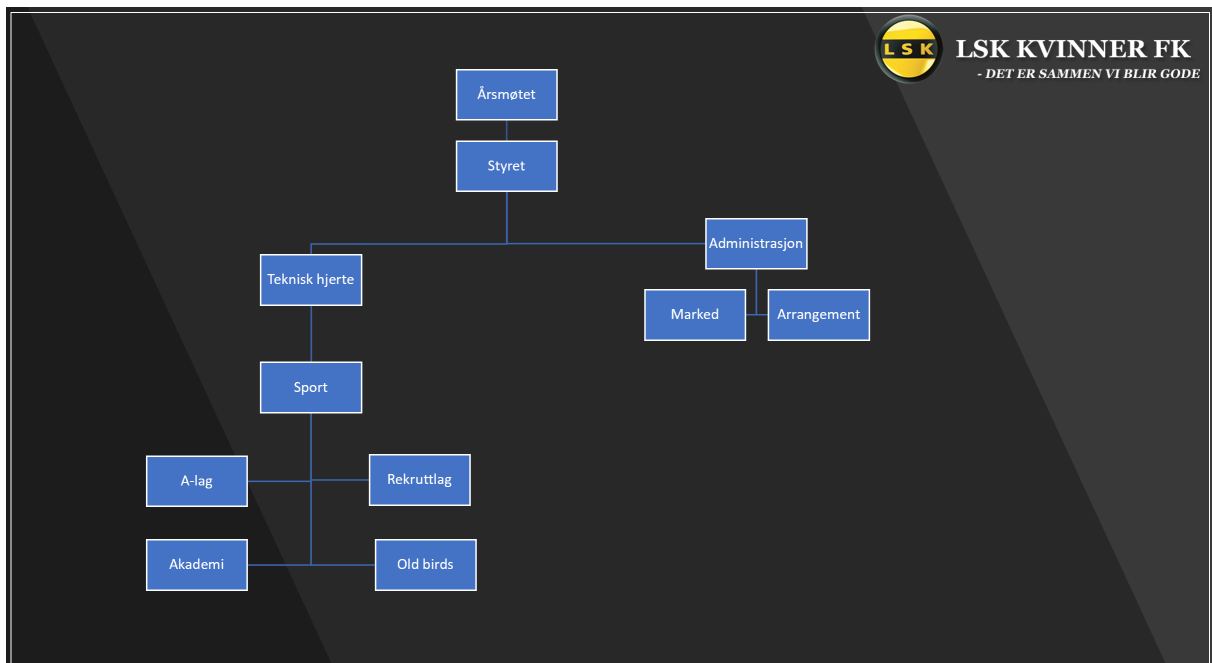 LSK
LSK KVINNER FK
- DET ER SAMMEN VI BLIR GODE
Årsmøtet
Styret
Administrasjon
Teknisk hjerte
Marked
Arrangement
Sport
A-lag
Rekruttlag
Akademi
Old birds